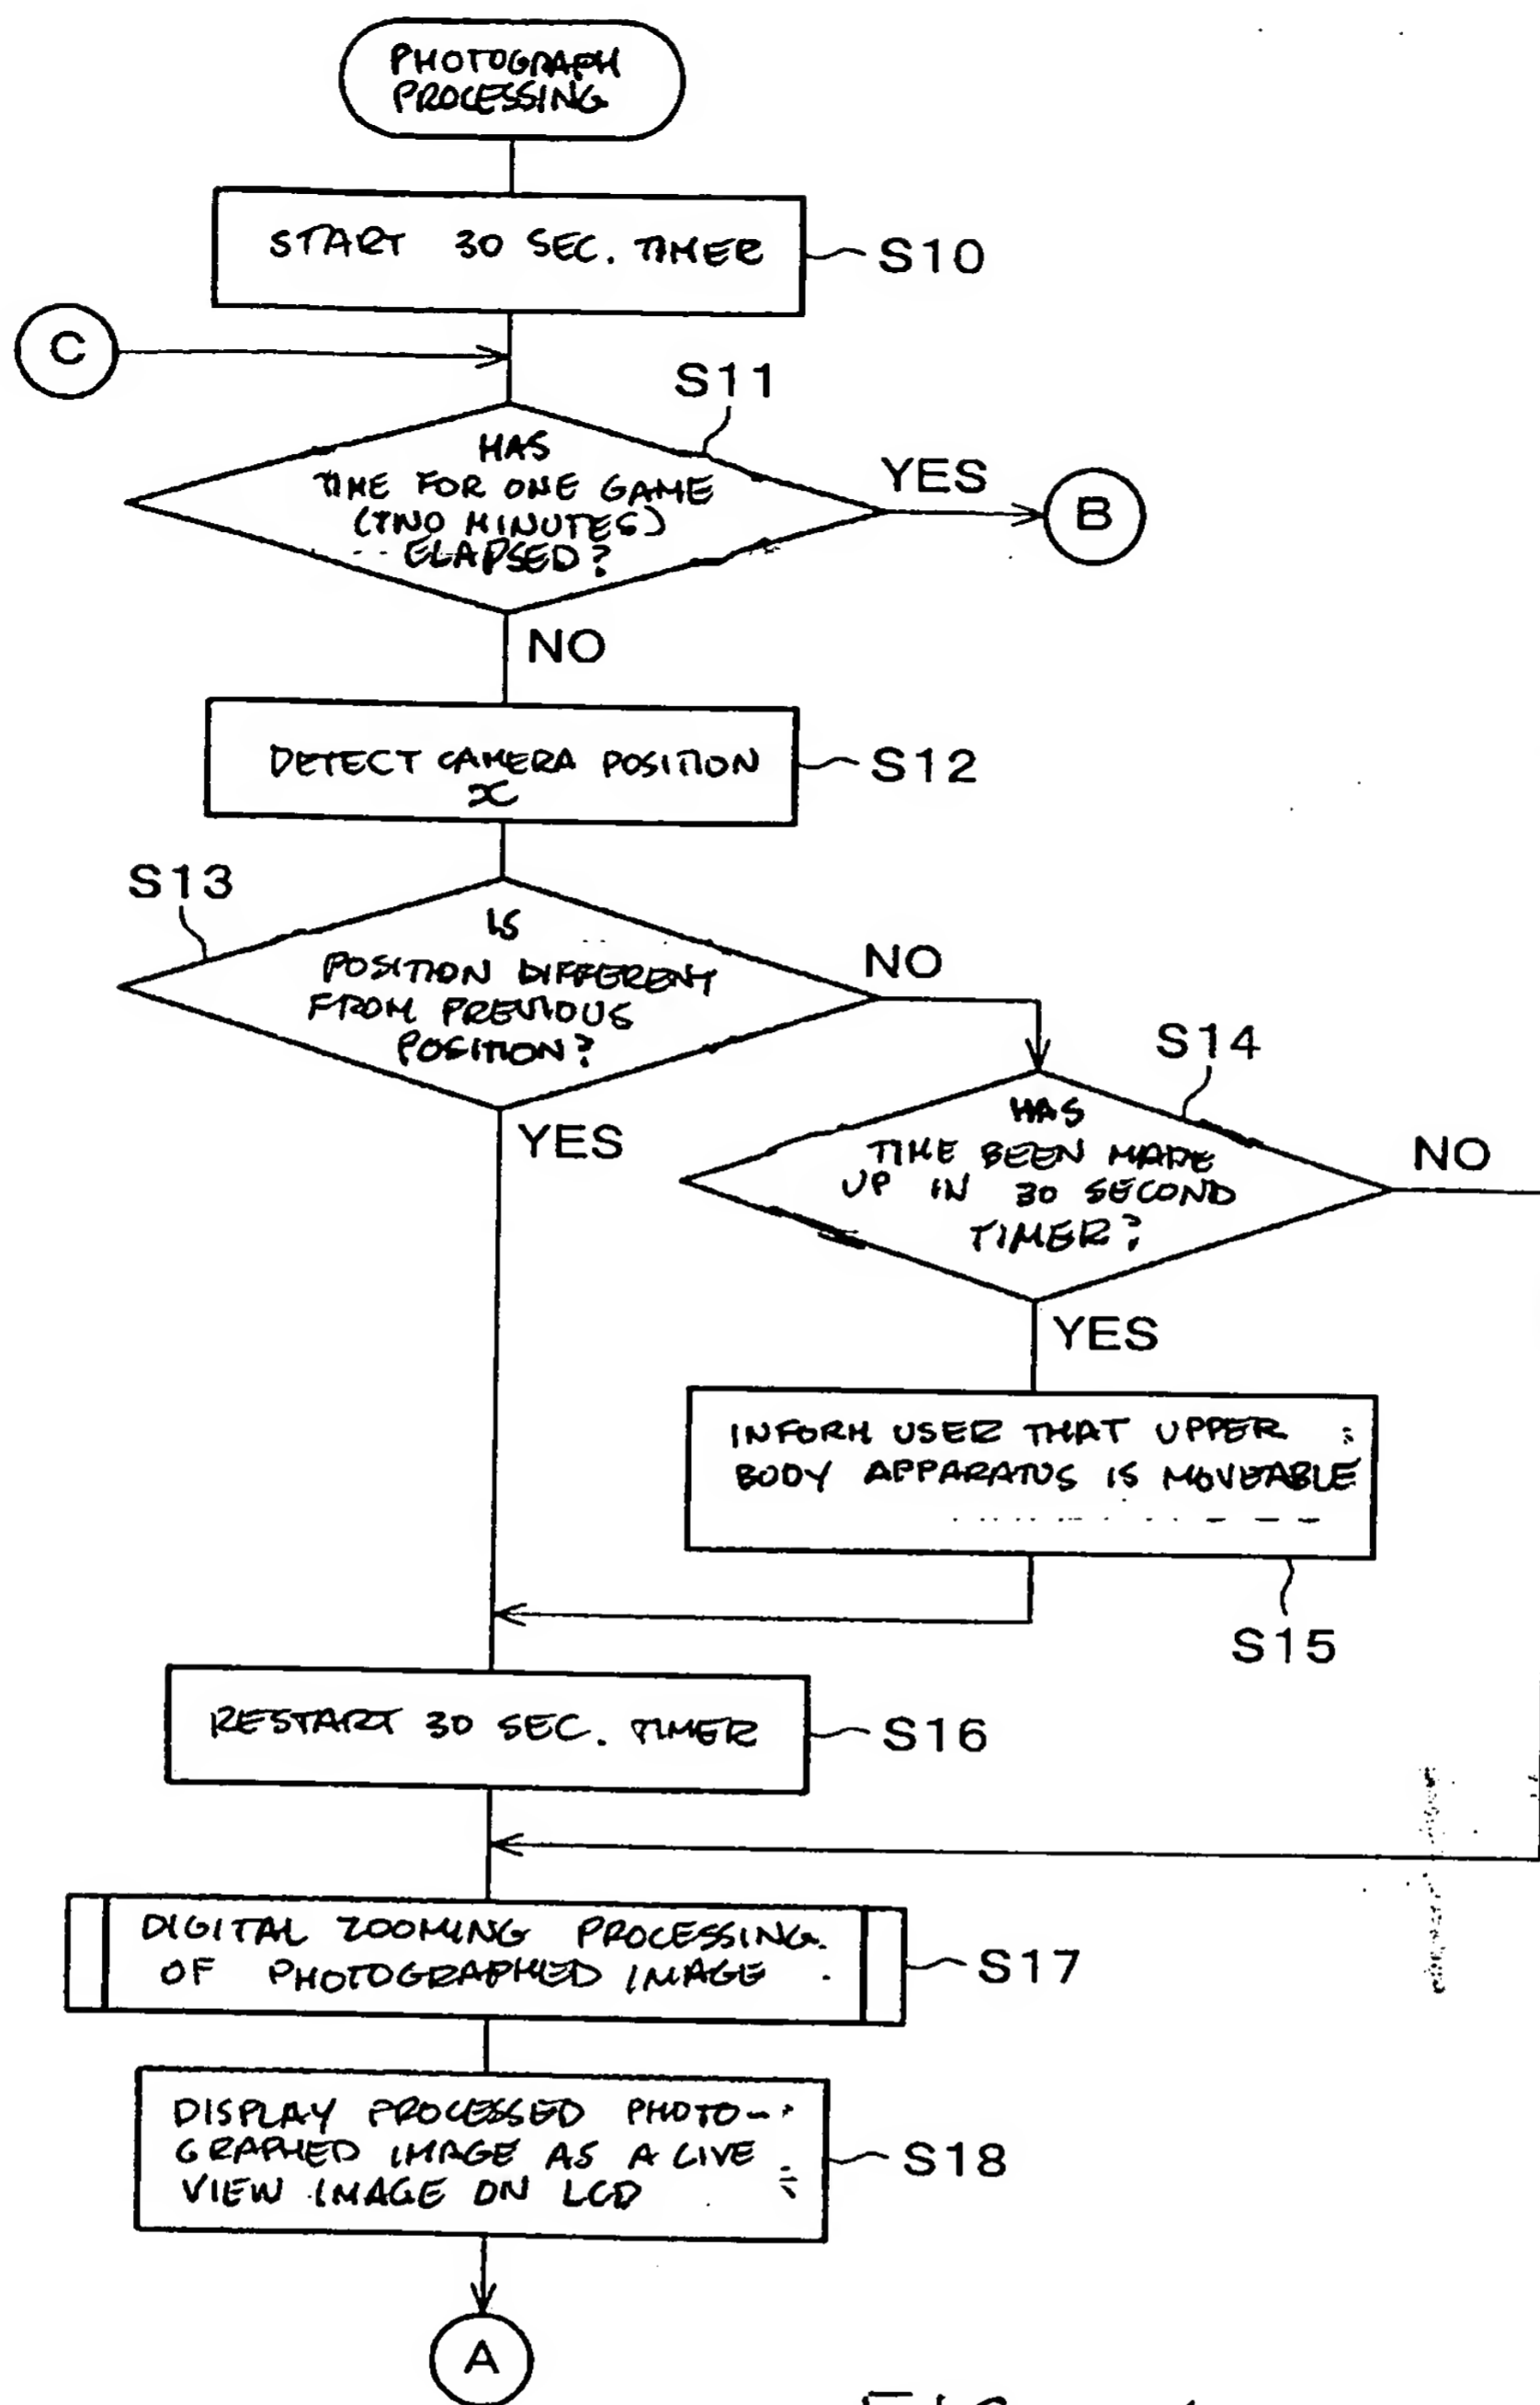 PHOTOGRAPH
PROCESSING
START 30 SEC. TIMER
S10
C
S11
HAS
TIME FOR ONE GAME
(TWO MINUTES)
ELAPSED?
YES
B
NO
DETECT CAMERA POSITION
x
S12
S13
IS
POSITION DIFFERENT
FROM PREVIOUS
POSITION?
NO
S14
YES
HAS
TIME BEEN MADE
UP IN 30 SECOND
TIMER?
NO
YES
INFORM USER THAT UPPER
BODY APPARATUS IS MOVEABLE
S15
RESTART 30 SEC. TIMER
S16
DIGITAL ZOOMING PROCESSING
OF PHOTOGRAPHED IMAGE
S17
DISPLAY PROCESSED PHOTO-
GRAPHED IMAGE AS A LIVE
VIEW IMAGE ON LCD
S18
A